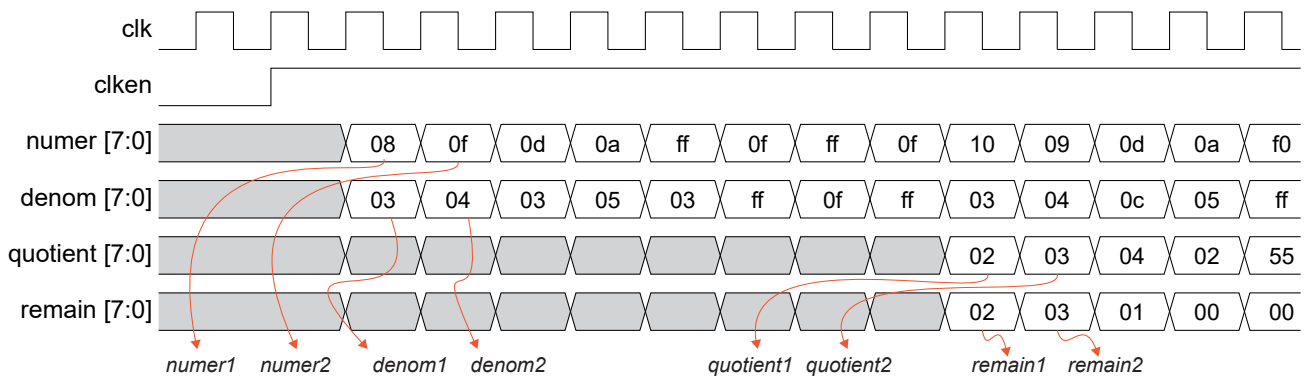 clk
clken
numer [7:0] 08 0f 0d 0a ff 0f ff 0f 10 09 0d 0a f0
denom [7:0] 03 04 03 05 03 ff 0f ff 03 04 0c 05 ff
quotient [7:0] 02 03 04 02 55
remain [7:0] 02 03 01 00 00
numer1 numer2 denom1 denom2 quotient1 quotient2 remain1 remain2